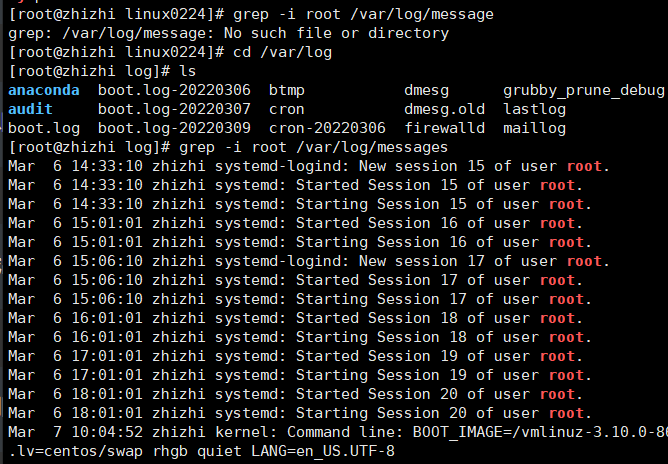 [root@zhizhi linux0224]# grep -i root /var/log/message
grep: /var/log/message: No such file or directory
[root@zhizhi linux0224]# cd /var/log
[root@zhizhi log]# ls
anaconda  boot.log-20220306  btmp           dmesg      grubby_prune_debug
audit     boot.log-20220307  cron           dmesg.old  lastlog
boot.log  boot.log-20220309  cron-20220306  firewalld  maillog
[root@zhizhi log]# grep -i root /var/log/messages
Mar  6 14:33:10 zhizhi systemd-logind: New session 15 of user root.
Mar  6 14:33:10 zhizhi systemd: Started Session 15 of user root.
Mar  6 14:33:10 zhizhi systemd: Starting Session 15 of user root.
Mar  6 15:01:01 zhizhi systemd: Started Session 16 of user root.
Mar  6 15:01:01 zhizhi systemd: Starting Session 16 of user root.
Mar  6 15:06:10 zhizhi systemd-logind: New session 17 of user root.
Mar  6 15:06:10 zhizhi systemd: Started Session 17 of user root.
Mar  6 15:06:10 zhizhi systemd: Starting Session 17 of user root.
Mar  6 16:01:01 zhizhi systemd: Started Session 18 of user root.
Mar  6 16:01:01 zhizhi systemd: Starting Session 18 of user root.
Mar  6 17:01:01 zhizhi systemd: Started Session 19 of user root.
Mar  6 17:01:01 zhizhi systemd: Starting Session 19 of user root.
Mar  6 18:01:01 zhizhi systemd: Started Session 20 of user root.
Mar  6 18:01:01 zhizhi systemd: Starting Session 20 of user root.
Mar  7 10:04:52 zhizhi kernel: Command line: BOOT_IMAGE=/vmlinuz-3.10.0-86
.lv=centos/swap rhgb quiet LANG=en_US.UTF-8